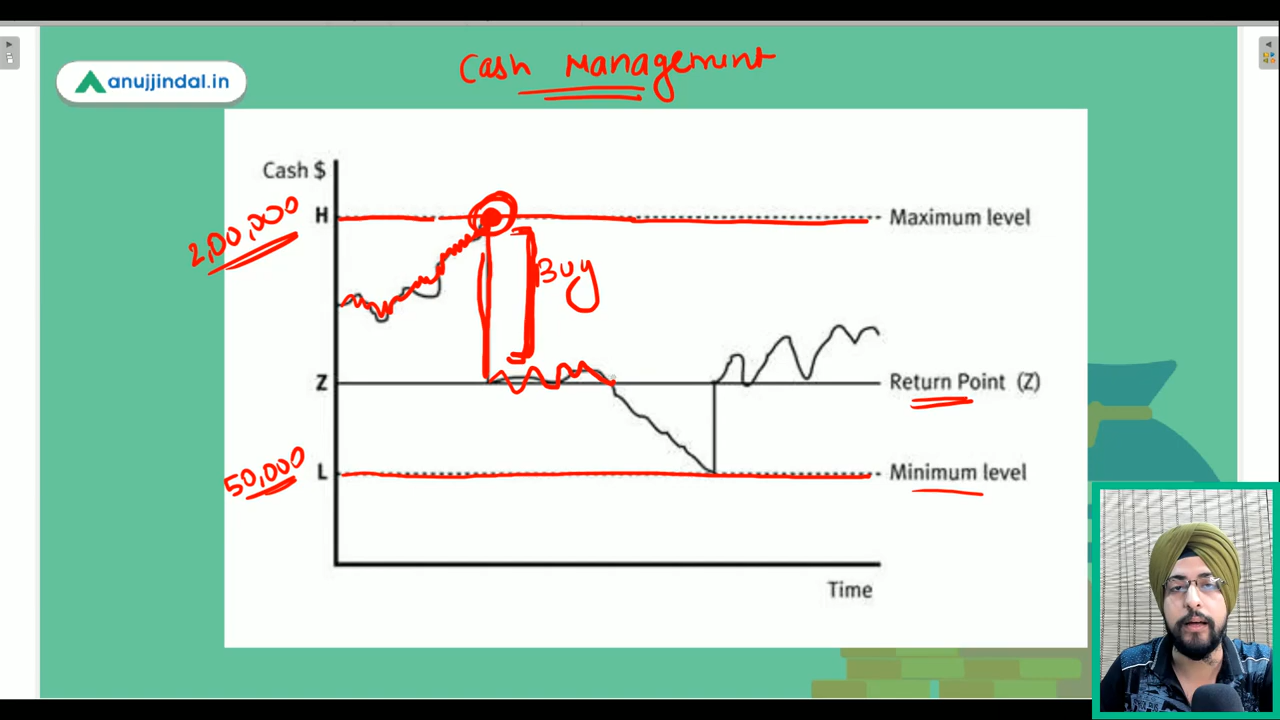 Cash Management
anujjindal.in
Cash $
2,00,000
H
Maximum level
Buy
Z
Return Point (Z)
50,000
L
Minimum level
Time